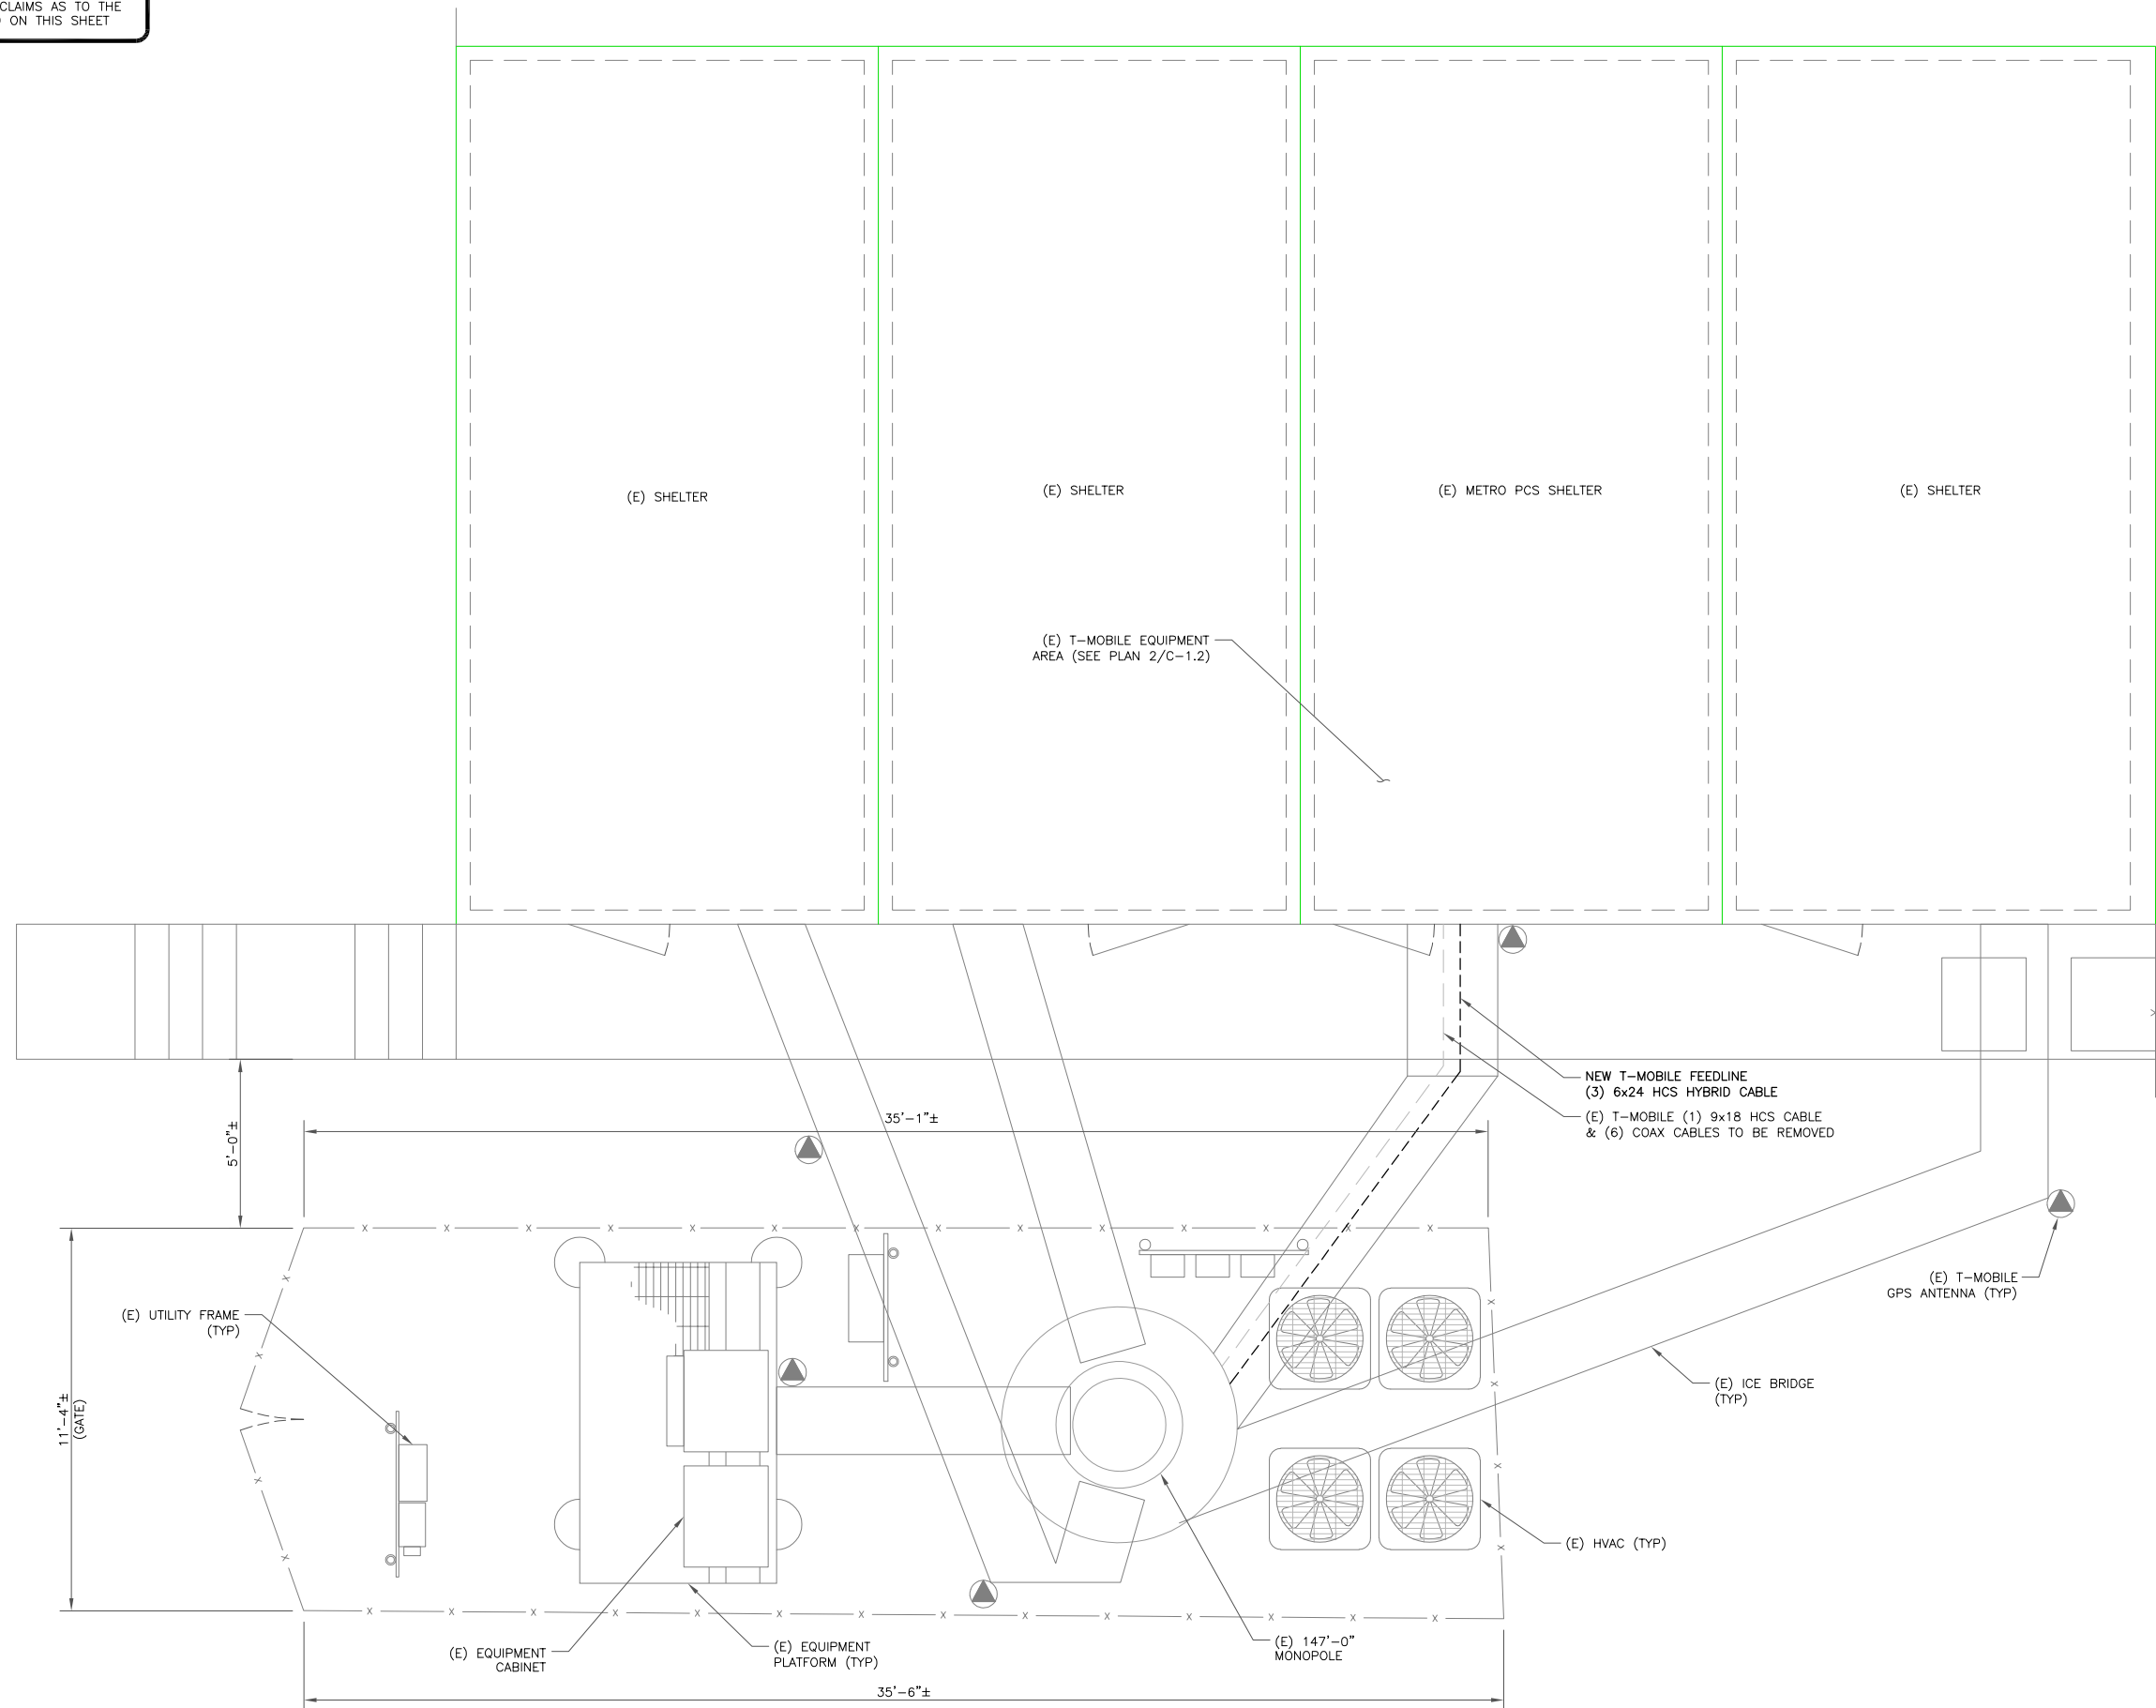 CLAIMS AS TO THE
ON THIS SHEET
(E) SHELTER
(E) SHELTER
(E) METRO PCS SHELTER
(E) SHELTER
(E) T-MOBILE EQUIPMENT
AREA (SEE PLAN 2/C-1.2)
NEW T-MOBILE FEEDLINE
(3) 6x24 HCS HYBRID CABLE
(E) T-MOBILE (1) 9x18 HCS CABLE
& (6) COAX CABLES TO BE REMOVED
35'-1"±
5'-0"±
(E) T-MOBILE
GPS ANTENNA (TYP)
(E) UTILITY FRAME
(TYP)
11'-4"±
(GATE)
(E) ICE BRIDGE
(TYP)
(E) HVAC (TYP)
(E) EQUIPMENT
CABINET
(E) EQUIPMENT
PLATFORM (TYP)
(E) 147'-0"
MONOPOLE
35'-6"±